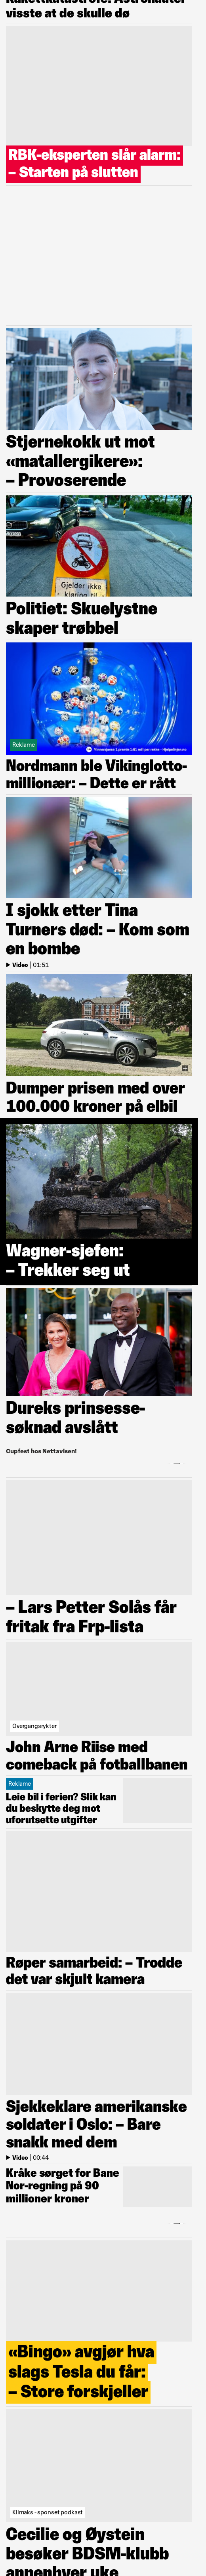 Rakettkatastrofe: Astronauter
visste at de skulle dø
RBK-eksperten slår alarm:
– Starten på slutten
Stjernekokk ut mot
«matallergikere»:
– Provoserende
Gjelder ikke
kjøring til
Politiet: Skuelystne
skaper trøbbel
Reklame
Nordmann ble Vikinglotto-
millionær: – Dette er rått
I sjokk etter Tina
Turners død: – Kom som
en bombe
Video | 01:51
Dumper prisen med over
100.000 kroner på elbil
Wagner-sjefen:
– Trekker seg ut
Dureks prinsesse-
søknad avslått
Cupfest hos Nettavisen!
– Lars Petter Solås får
fritak fra Frp-lista
Overgangsrykter
John Arne Riise med
comeback på fotballbanen
Reklame
Leie bil i ferien? Slik kan
du beskytte deg mot
uforutsette utgifter
Røper samarbeid: – Trodde
det var skjult kamera
Sjekkeklare amerikanske
soldater i Oslo: – Bare
snakk med dem
Video | 00:44
Kråke sørget for Bane
Nor-regning på 90
millioner kroner
«Bingo» avgjør hva
slags Tesla du får:
– Store forskjeller
Klimaks - sponset podkast
Cecilie og Øystein
besøker BDSM-klubb
annenhver uke